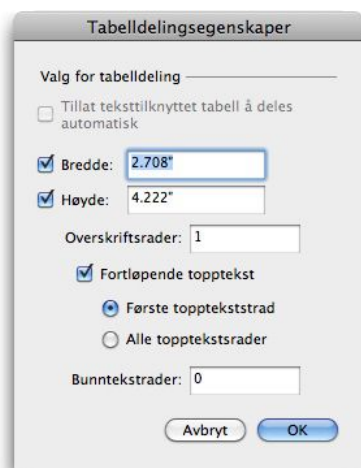 Tabelldelingsegenskaper
Valg for tabelldeling
Tillat teksttilknyttet tabell å deles
automatisk
Bredde: 2.708"
Høyde: 4.222"
Overskriftsrader: 1
Fortløpende topptekst
Første topptekststrad
Alle topptekstsrader
Bunntekstrader: 0
Avbryt OK